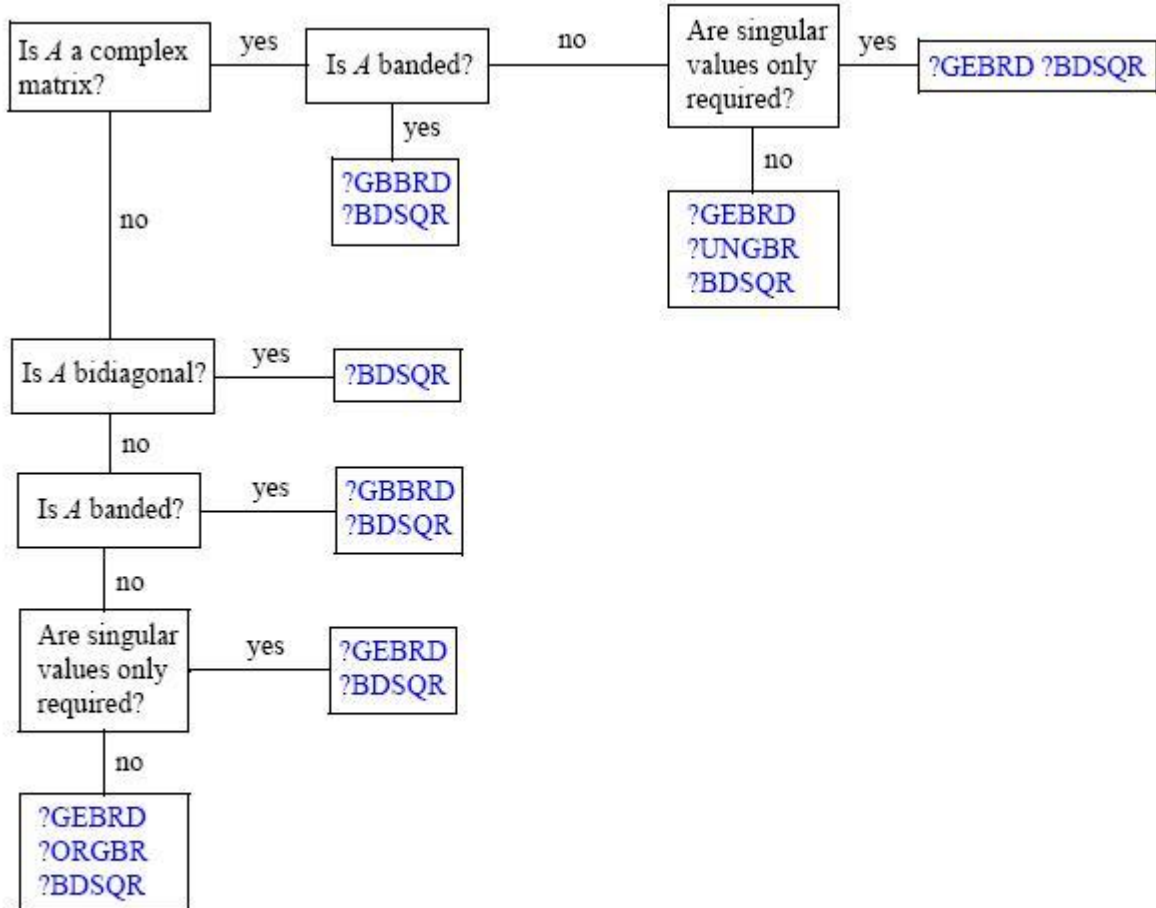 Is A a complex
matrix?
yes
Is A banded?
no
Are singular
values only
required?
yes
?GEBRD ?BDSQR
yes
?GBBRD
?BDSQR
no
?GEBRD
?UNGBR
?BDSQR
no
Is A bidiagonal?
yes
?BDSQR
no
Is A banded?
yes
?GBBRD
?BDSQR
no
Are singular
values only
required?
yes
?GEBRD
?BDSQR
no
?GEBRD
?ORGBR
?BDSQR